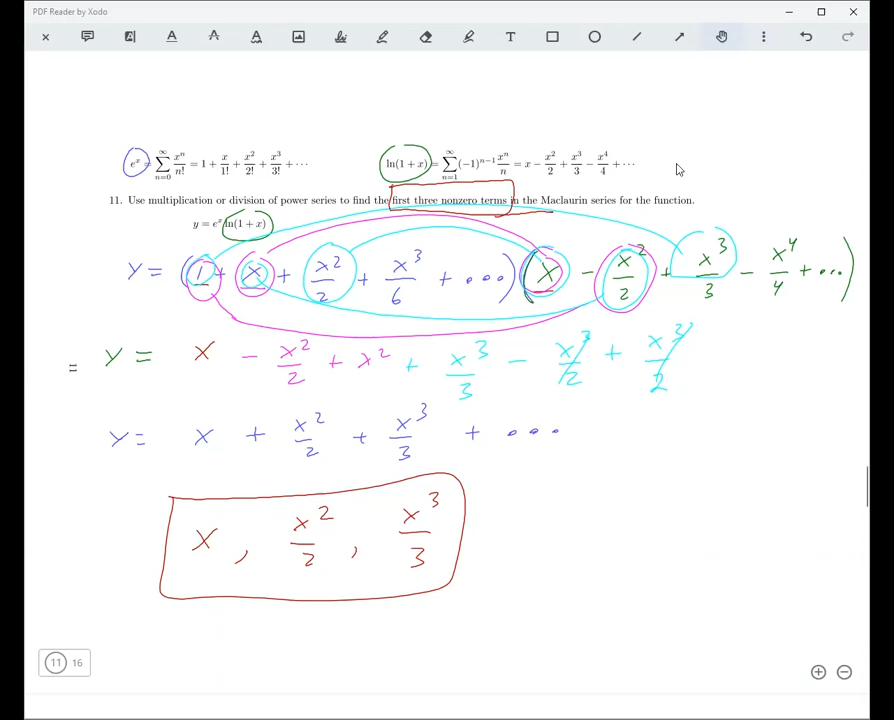 PDF Reader by Xodo
e^x = ∑_{n=0}^{∞} x^n/n! = 1 + x/1! + x^2/2! + x^3/3! + ··· ln(1 + x) = ∑_{n=1}^{∞} (−1)^{n−1} x^n/n = x − x^2/2 + x^3/3 − x^4/4 + ···
11. Use multiplication or division of power series to find the first three nonzero terms in the Maclaurin series for the function.
y = e^x ln(1 + x)
y = (1 + x + x^2/2 + x^3/6 + ...) (x − x^2/2 + x^3/3 − x^4/4 + ...)
= y = x − x^2/2 + x^2 + x^3/3 − x^3/2 + x^3/2
y = x + x^2/2 + x^3/3 + ...
x , x^2/2 , x^3/3
11 16